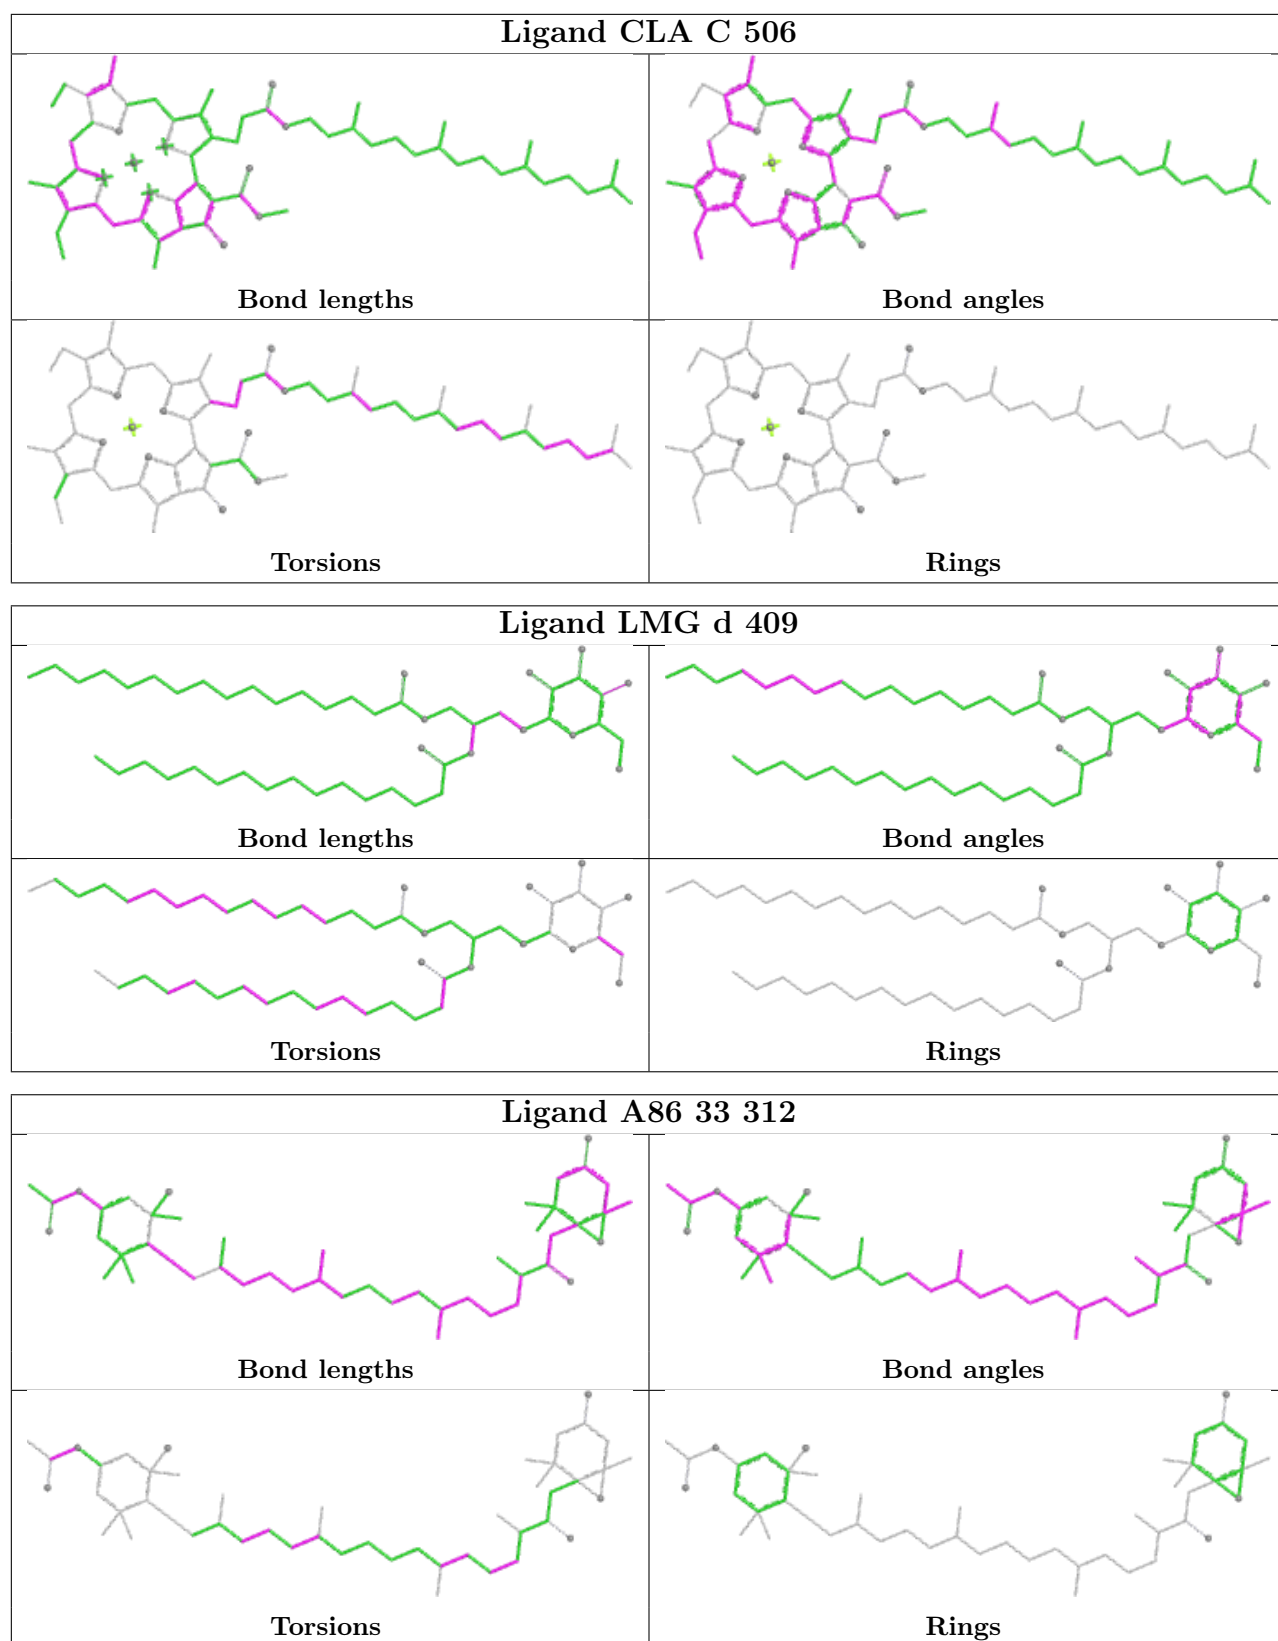 Ligand CLA C 506
Bond lengths
Bond angles
Torsions
Rings
Ligand LMG d 409
Bond lengths
Bond angles
Torsions
Rings
Ligand A86 33 312
Bond lengths
Bond angles
Torsions
Rings